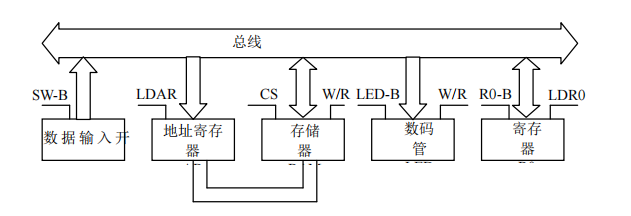 总线
SW-B
LDAR
CS
W/R
LED-B
W/R
R0-B
LDR0
数据输入开
地址寄存
器
存储
器
数码
管
寄存
器